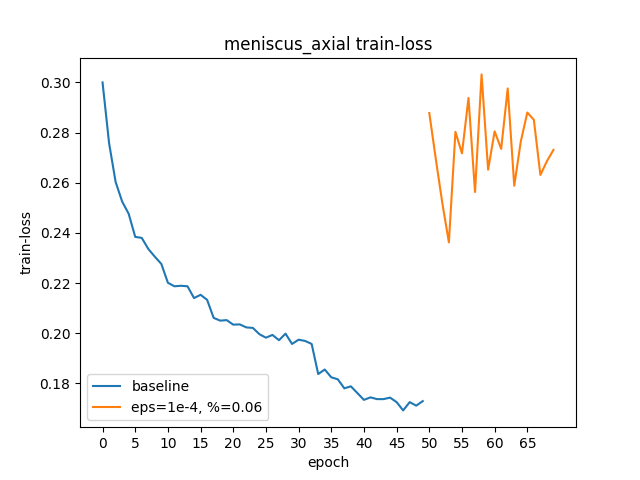 meniscus_axial train-loss
train-loss
0.30
0.28
0.26
0.24
0.22
0.20
0.18
baseline
eps=1e-4, %=0.06
0 5 10 15 20 25 30 35 40 45 50 55 60 65
epoch